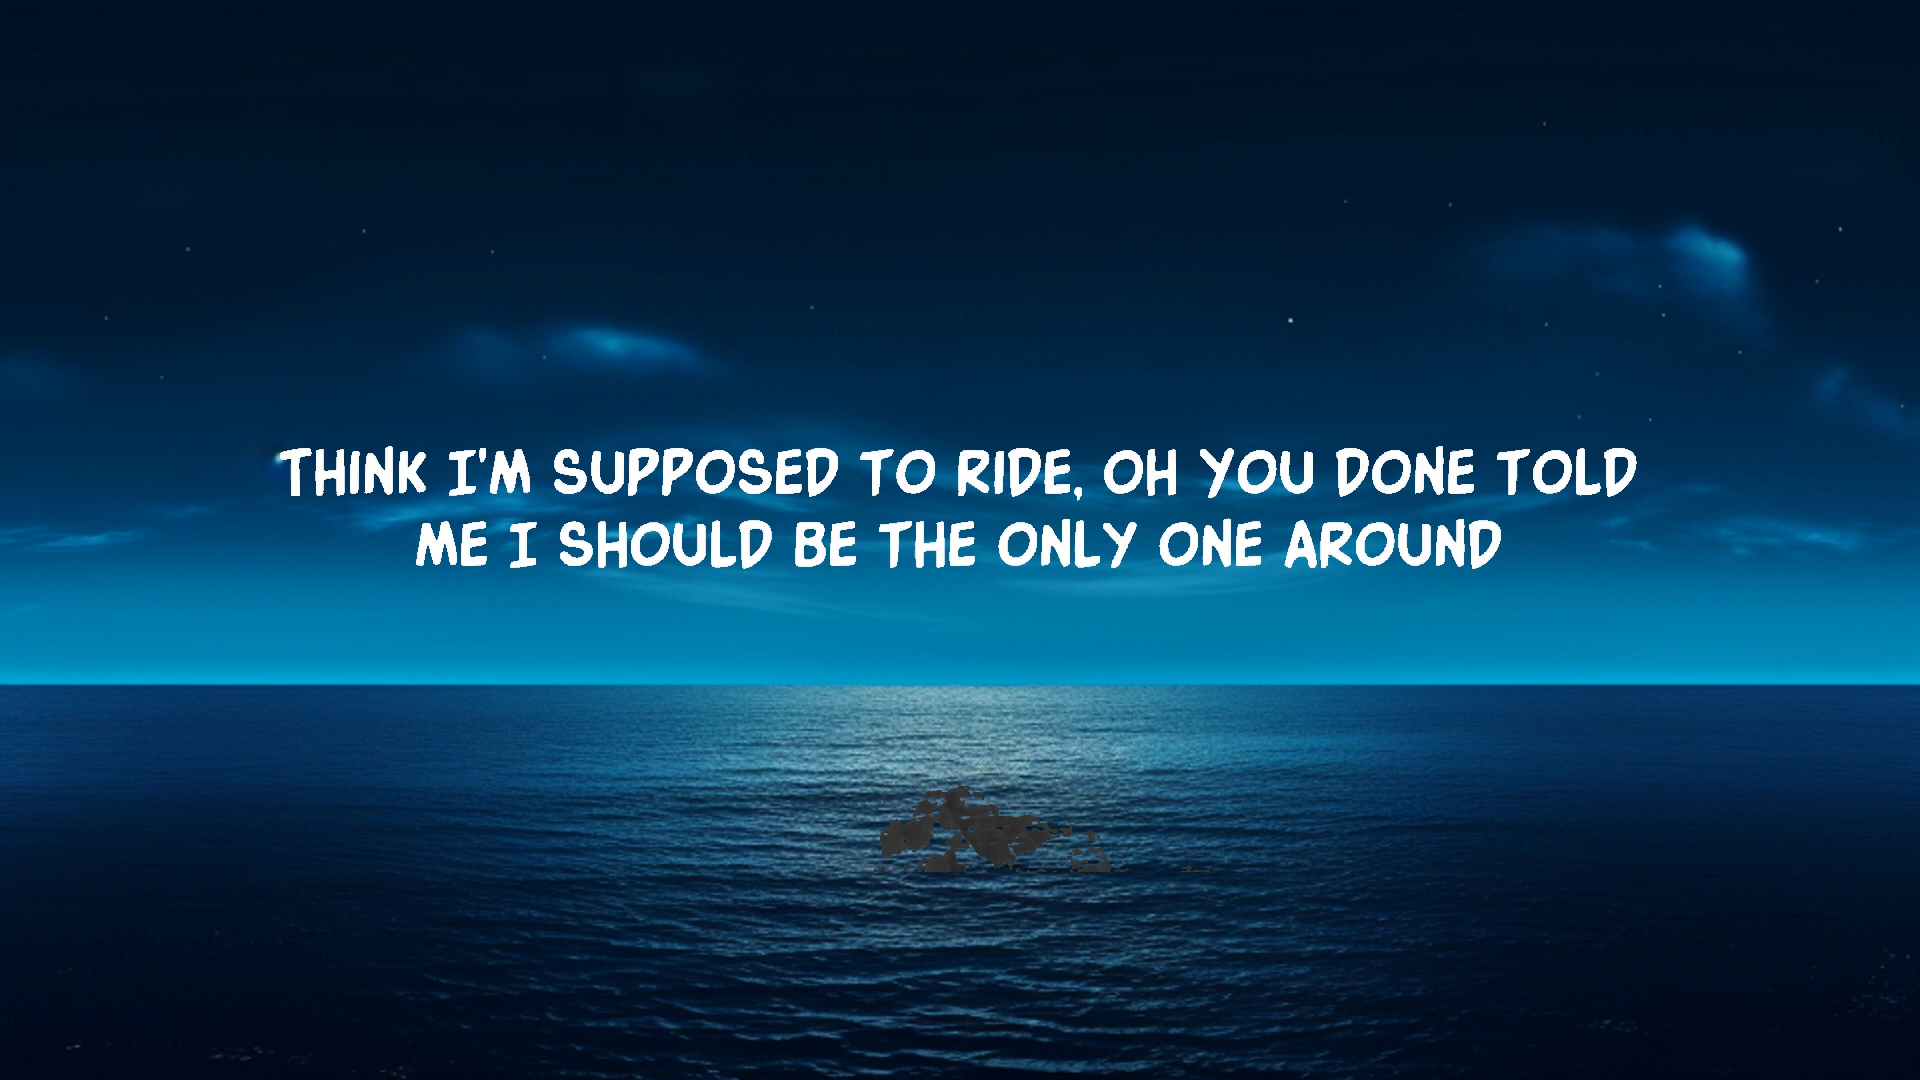 THINK I'M SUPPOSED TO RIDE, OH YOU DONE TOLD
ME I SHOULD BE THE ONLY ONE AROUND